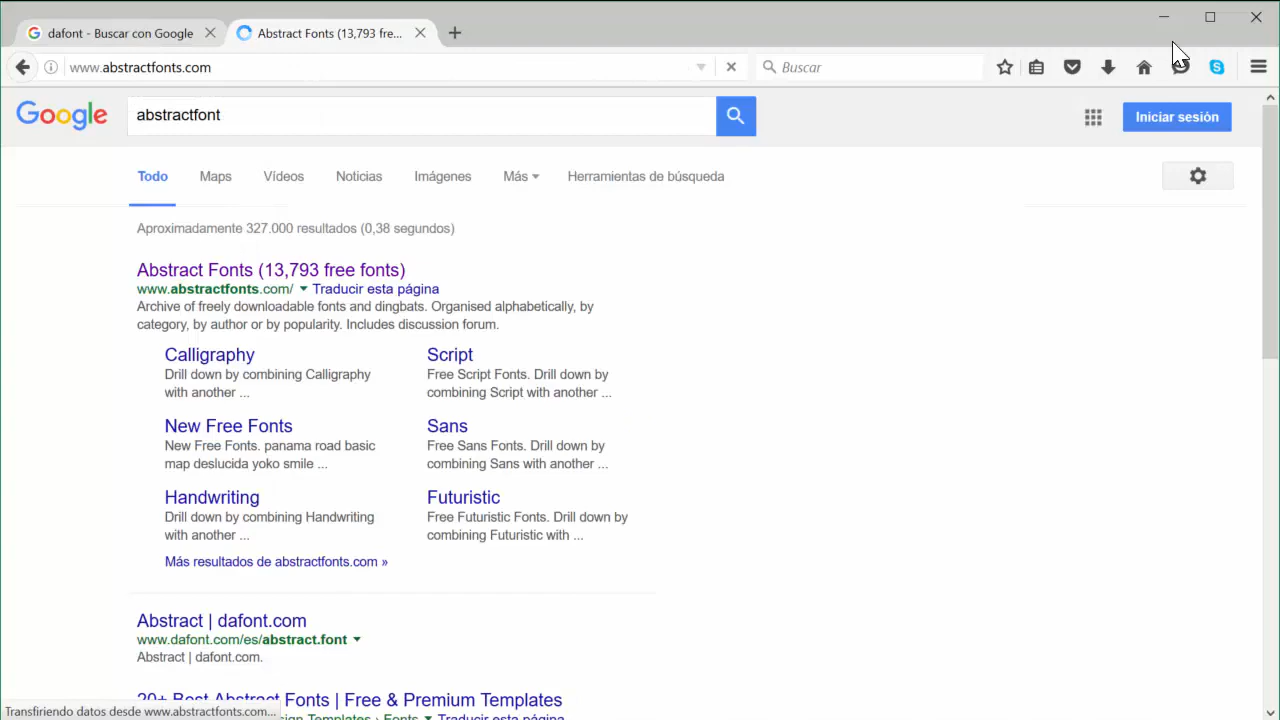 dafont - Buscar con Google
Abstract Fonts (13,793 fre...
www.abstractfonts.com
Buscar
Google
abstractfont
Iniciar sesión
Todo Maps Vídeos Noticias Imágenes Más Herramientas de búsqueda
Aproximadamente 327.000 resultados (0,38 segundos)
Abstract Fonts (13,793 free fonts)
www.abstractfonts.com/ Traducir esta página
Archive of freely downloadable fonts and dingbats. Organised alphabetically, by
category, by author or by popularity. Includes discussion forum.
Calligraphy
Drill down by combining Calligraphy
with another ...
Script
Free Script Fonts. Drill down by
combining Script with another ...
New Free Fonts
New Free Fonts. panama road basic
map deslucida yoko smile ...
Sans
Free Sans Fonts. Drill down by
combining Sans with another ...
Handwriting
Drill down by combining Handwriting
with another ...
Futuristic
Free Futuristic Fonts. Drill down by
combining Futuristic with ...
Más resultados de abstractfonts.com »
Abstract | dafont.com
www.dafont.com/es/abstract.font
Abstract | dafont.com.
20+ Best Abstract Fonts | Free & Premium Templates
Templates › Fonts Traducir esta página
Transfiriendo datos desde www.abstractfonts.com...